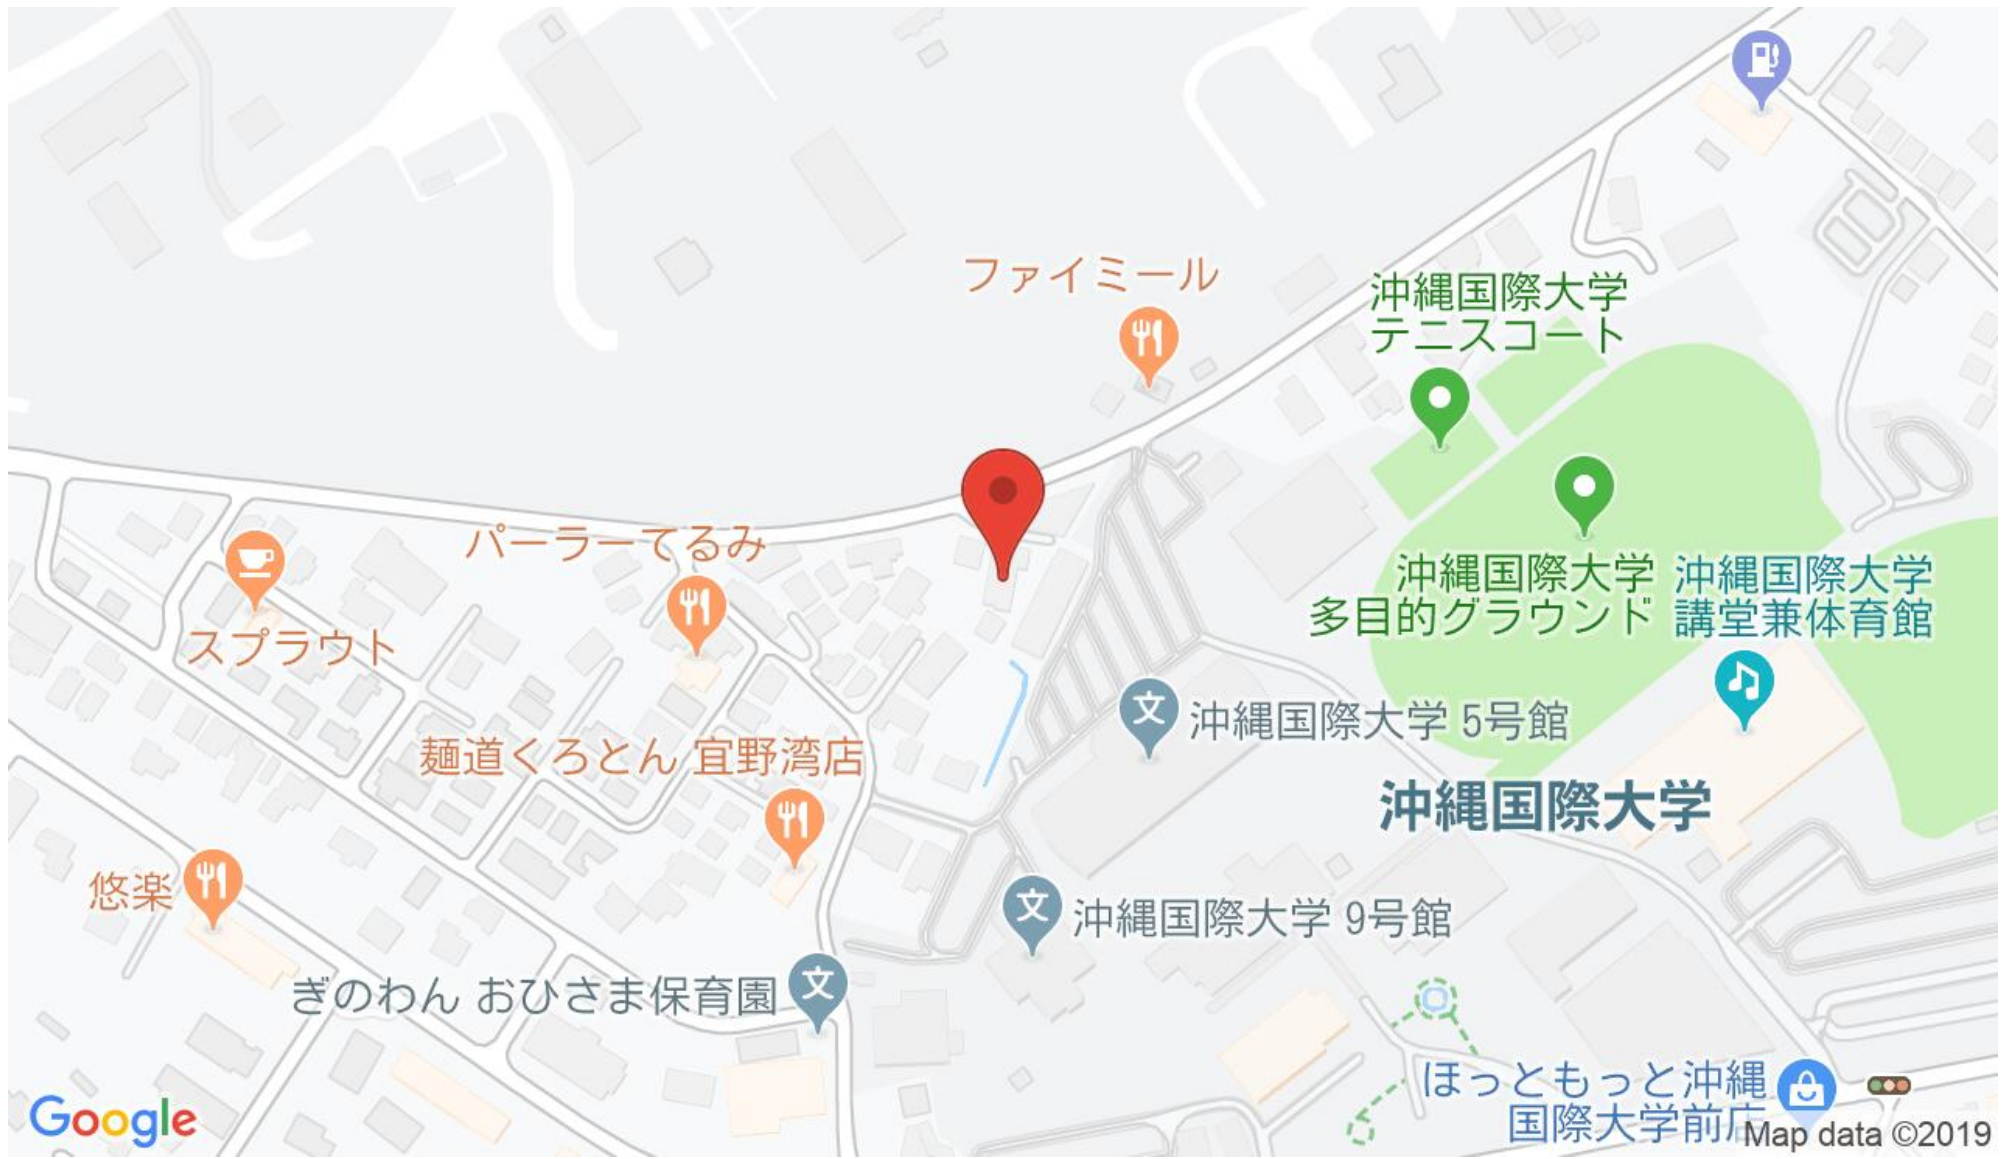 ファイミール
沖縄国際大学
テニスコート
パーラーてるみ
沖縄国際大学
多目的グラウンド
沖縄国際大学
講堂兼体育館
スプラウト
沖縄国際大学 5号館
麺道くろとん 宜野湾店
沖縄国際大学
悠楽
沖縄国際大学 9号館
ぎのわん おひさま保育園
ほっともっと沖縄
国際大学前店
Google
Map data ©2019